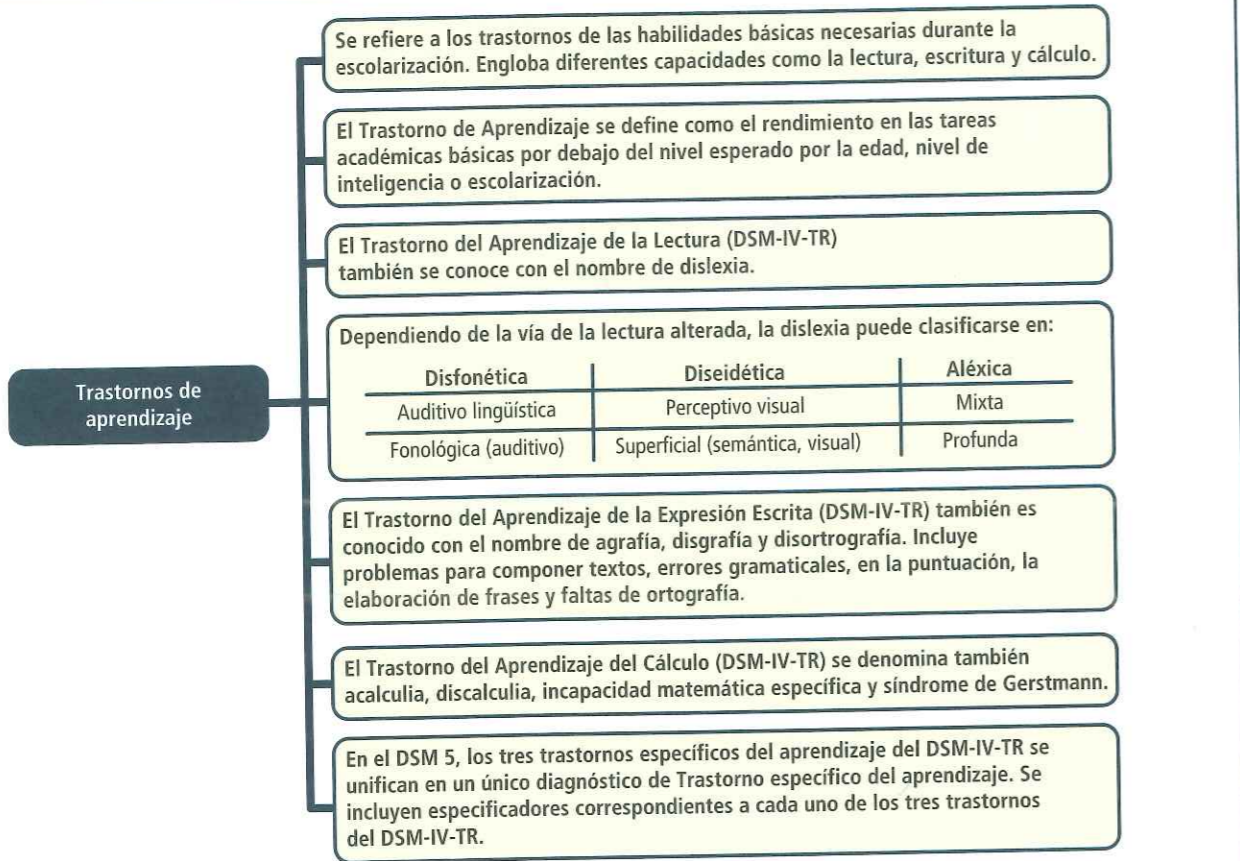 Se refiere a los trastornos de las habilidades básicas necesarias durante la
escolarización. Engloba diferentes capacidades como la lectura, escritura y cálculo.
El Trastorno de Aprendizaje se define como el rendimiento en las tareas
académicas básicas por debajo del nivel esperado por la edad, nivel de
inteligencia o escolarización.
El Trastorno del Aprendizaje de la Lectura (DSM-IV-TR)
también se conoce con el nombre de dislexia.
Trastornos de
aprendizaje
Dependiendo de la vía de la lectura alterada, la dislexia puede clasificarse en:
Disfonética Diseidética Aléxica
Auditivo lingüística Perceptivo visual Mixta
Fonológica (auditivo) Superficial (semántica, visual) Profunda
El Trastorno del Aprendizaje de la Expresión Escrita (DSM-IV-TR) también es
conocido con el nombre de agrafía, disgrafía y disortrografía. Incluye
problemas para componer textos, errores gramaticales, en la puntuación, la
elaboración de frases y faltas de ortografía.
El Trastorno del Aprendizaje del Cálculo (DSM-IV-TR) se denomina también
acalculia, discalculia, incapacidad matemática específica y síndrome de Gerstmann.
En el DSM 5, los tres trastornos específicos del aprendizaje del DSM-IV-TR se
unifican en un único diagnóstico de Trastorno específico del aprendizaje. Se
incluyen especificadores correspondientes a cada uno de los tres trastornos
del DSM-IV-TR.